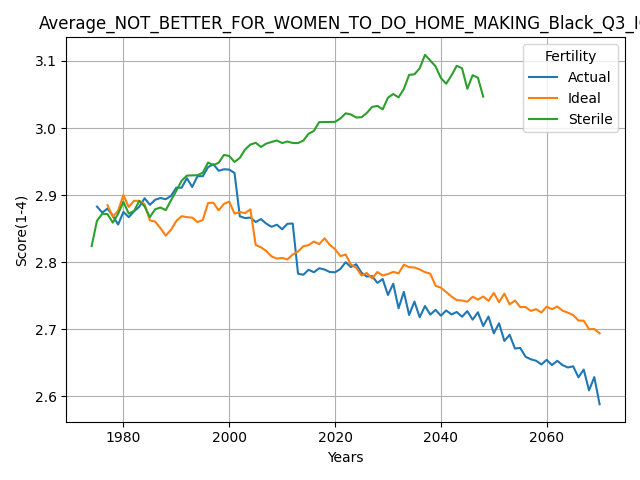 Average_NOT_BETTER_FOR_WOMEN_TO_DO_HOME_MAKING_Black_Q3_I
Fertility
Actual
Ideal
Sterile
Score(1-4)
3.1
3.0
2.9
2.8
2.7
2.6
1980 2000 2020 2040 2060
Years